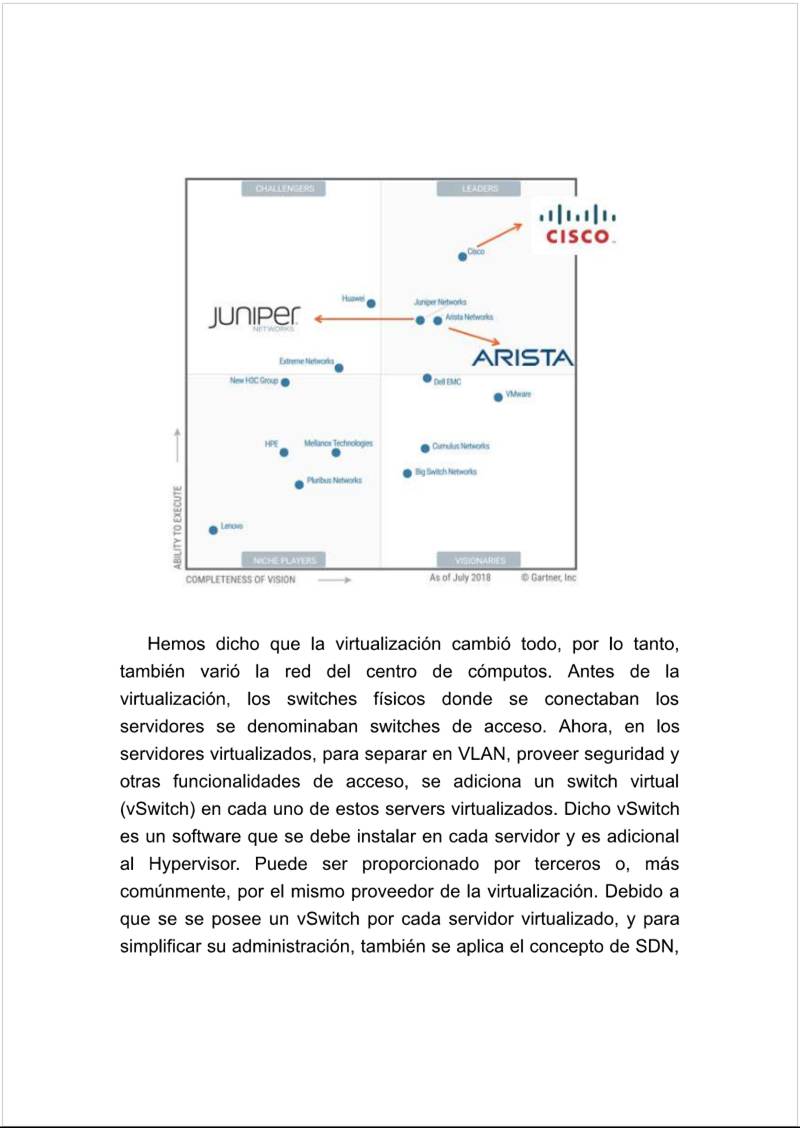 CHALLENGERS
LEADERS
CISCO
Cisco
Huawei
Juniper Networks
JUNIPER
NETWORKS
Arista Networks
ARISTA
Extreme Networks
New H3C Group
Dell EMC
VMware
HPE
Mellanox Technologies
Cumulus Networks
Big Switch Networks
Pluribus Networks
Lenovo
ABILITY TO EXECUTE
NICHE PLAYERS
VISIONARIES
COMPLETENESS OF VISION
As of July 2018
© Gartner, Inc
Hemos dicho que la virtualización cambió todo, por lo tanto,
también varió la red del centro de cómputos. Antes de la
virtualización, los switches físicos donde se conectaban los
servidores se denominaban switches de acceso. Ahora, en los
servidores virtualizados, para separar en VLAN, proveer seguridad y
otras funcionalidades de acceso, se adiciona un switch virtual
(vSwitch) en cada uno de estos servers virtualizados. Dicho vSwitch
es un software que se debe instalar en cada servidor y es adicional
al Hypervisor. Puede ser proporcionado por terceros o, más
comúnmente, por el mismo proveedor de la virtualización. Debido a
que se se posee un vSwitch por cada servidor virtualizado, y para
simplificar su administración, también se aplica el concepto de SDN,